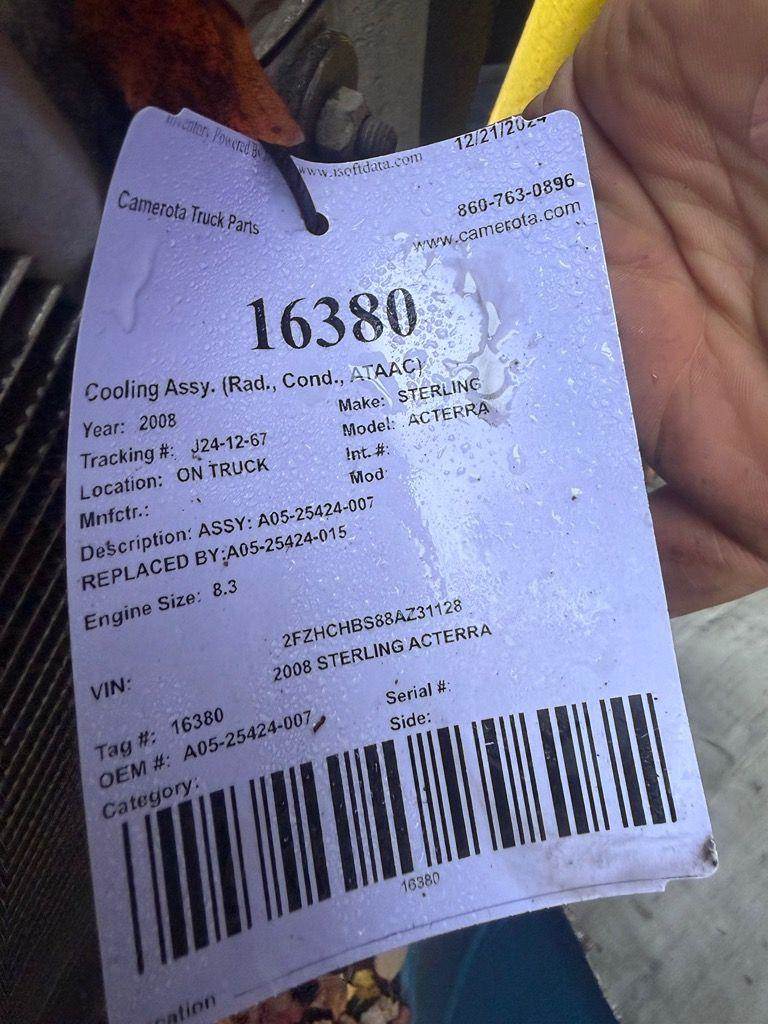 Inventory Powered By www.isoftdata.com 12/21/2024
Camerota Truck Parts 860-763-0896
www.camerota.com
16380
Cooling Assy. (Rad., Cond., ATAAC)
Year: 2008 Make: STERLING
Tracking #: J24-12-67 Model: ACTERRA
Location: ON TRUCK Int. #:
Mnfctr.: Mod
Description: ASSY: A05-25424-007
REPLACED BY:A05-25424-015
Engine Size: 8.3
2FZHCHBS88AZ31128
VIN: 2008 STERLING ACTERRA
Tag #: 16380 Serial #:
OEM #: A05-25424-007 Side:
Category:
16380